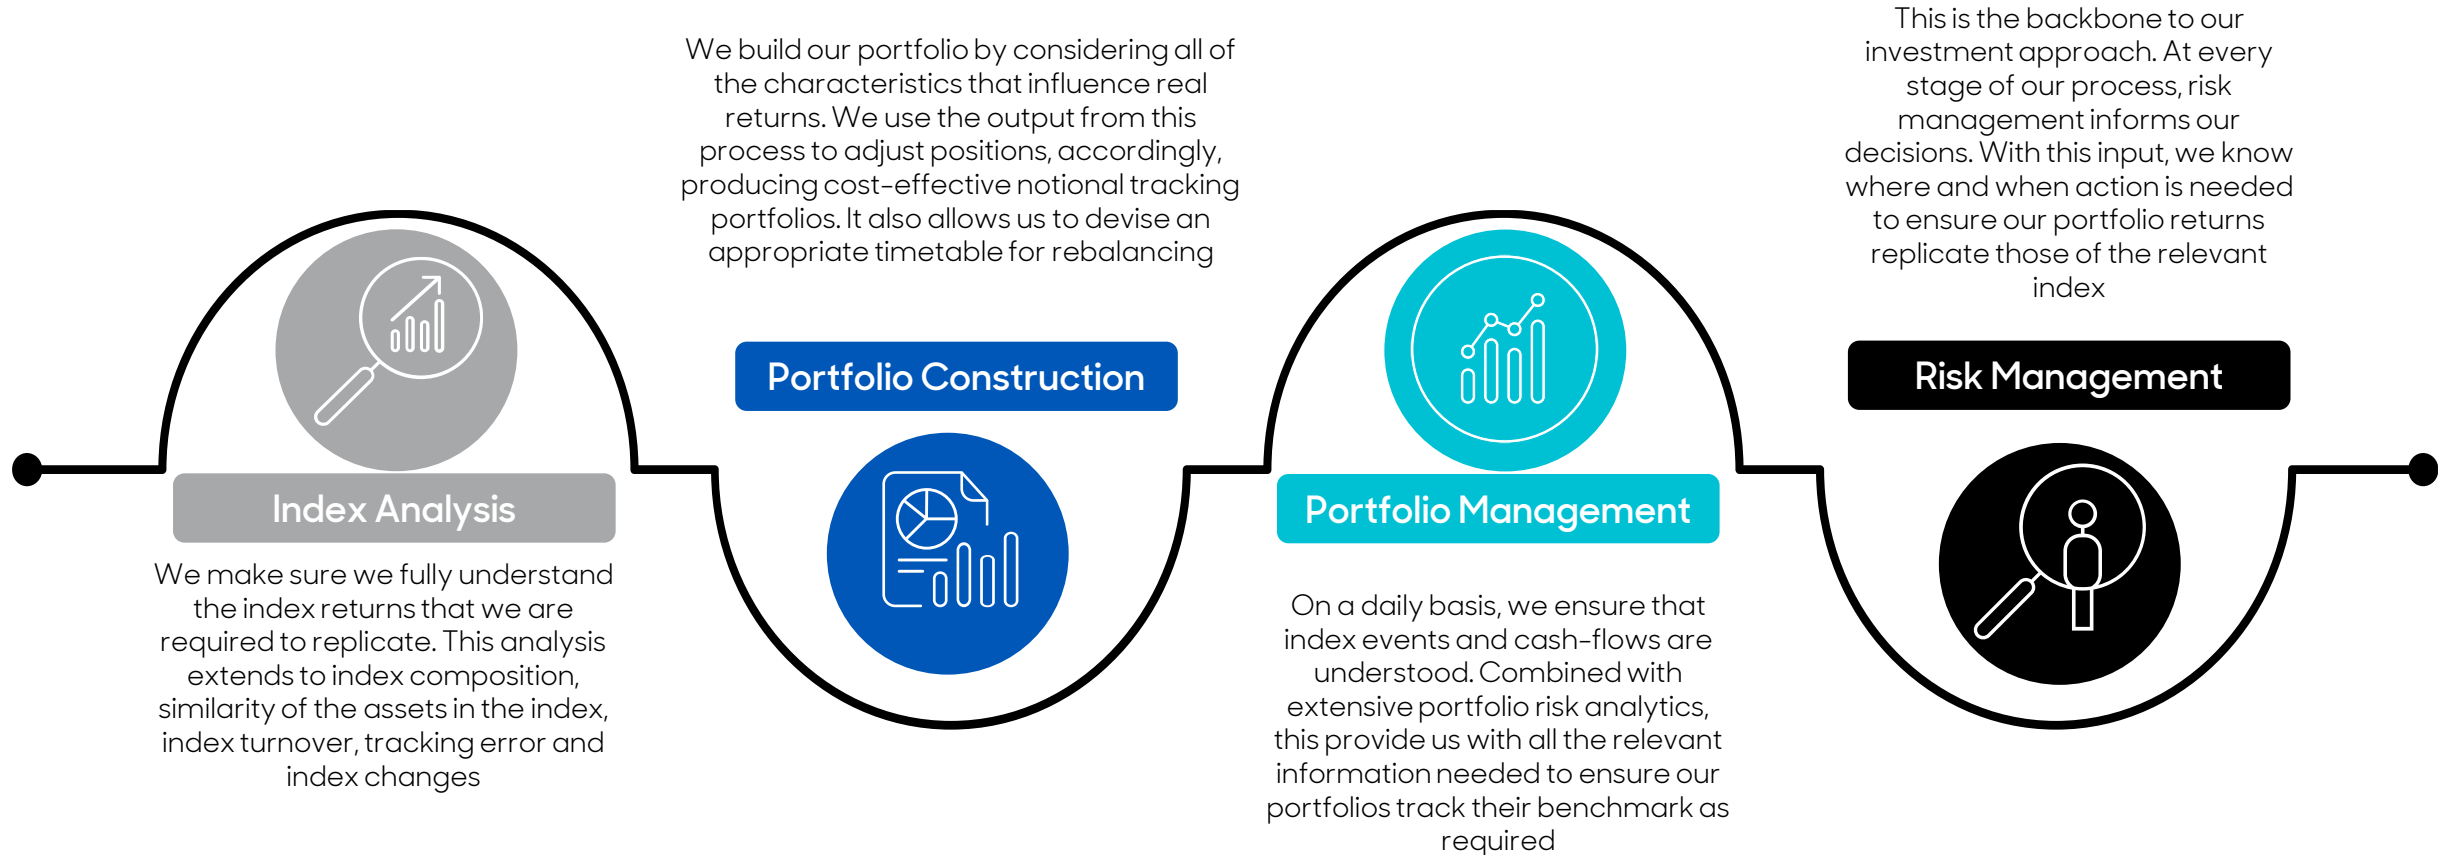 Index Analysis
We make sure we fully understand
the index returns that we are
required to replicate. This analysis
extends to index composition,
similarity of the assets in the index,
index turnover, tracking error and
index changes
We build our portfolio by considering all of
the characteristics that influence real
returns. We use the output from this
process to adjust positions, accordingly,
producing cost-effective notional tracking
portfolios. It also allows us to devise an
appropriate timetable for rebalancing
Portfolio Construction
Portfolio Management
On a daily basis, we ensure that
index events and cash-flows are
understood. Combined with
extensive portfolio risk analytics,
this provide us with all the relevant
information needed to ensure our
portfolios track their benchmark as
required
This is the backbone to our
investment approach. At every
stage of our process, risk
management informs our
decisions. With this input, we know
where and when action is needed
to ensure our portfolio returns
replicate those of the relevant
index
Risk Management